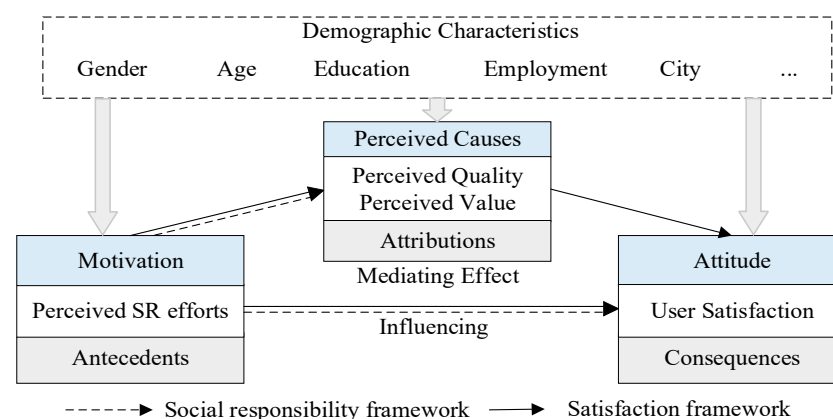 Demographic Characteristics
Gender Age Education Employment City ...
Perceived Causes
Perceived Quality
Perceived Value
Attributions
Mediating Effect
Motivation
Perceived SR efforts
Antecedents
Influencing
Attitude
User Satisfaction
Consequences
Social responsibility framework
Satisfaction framework